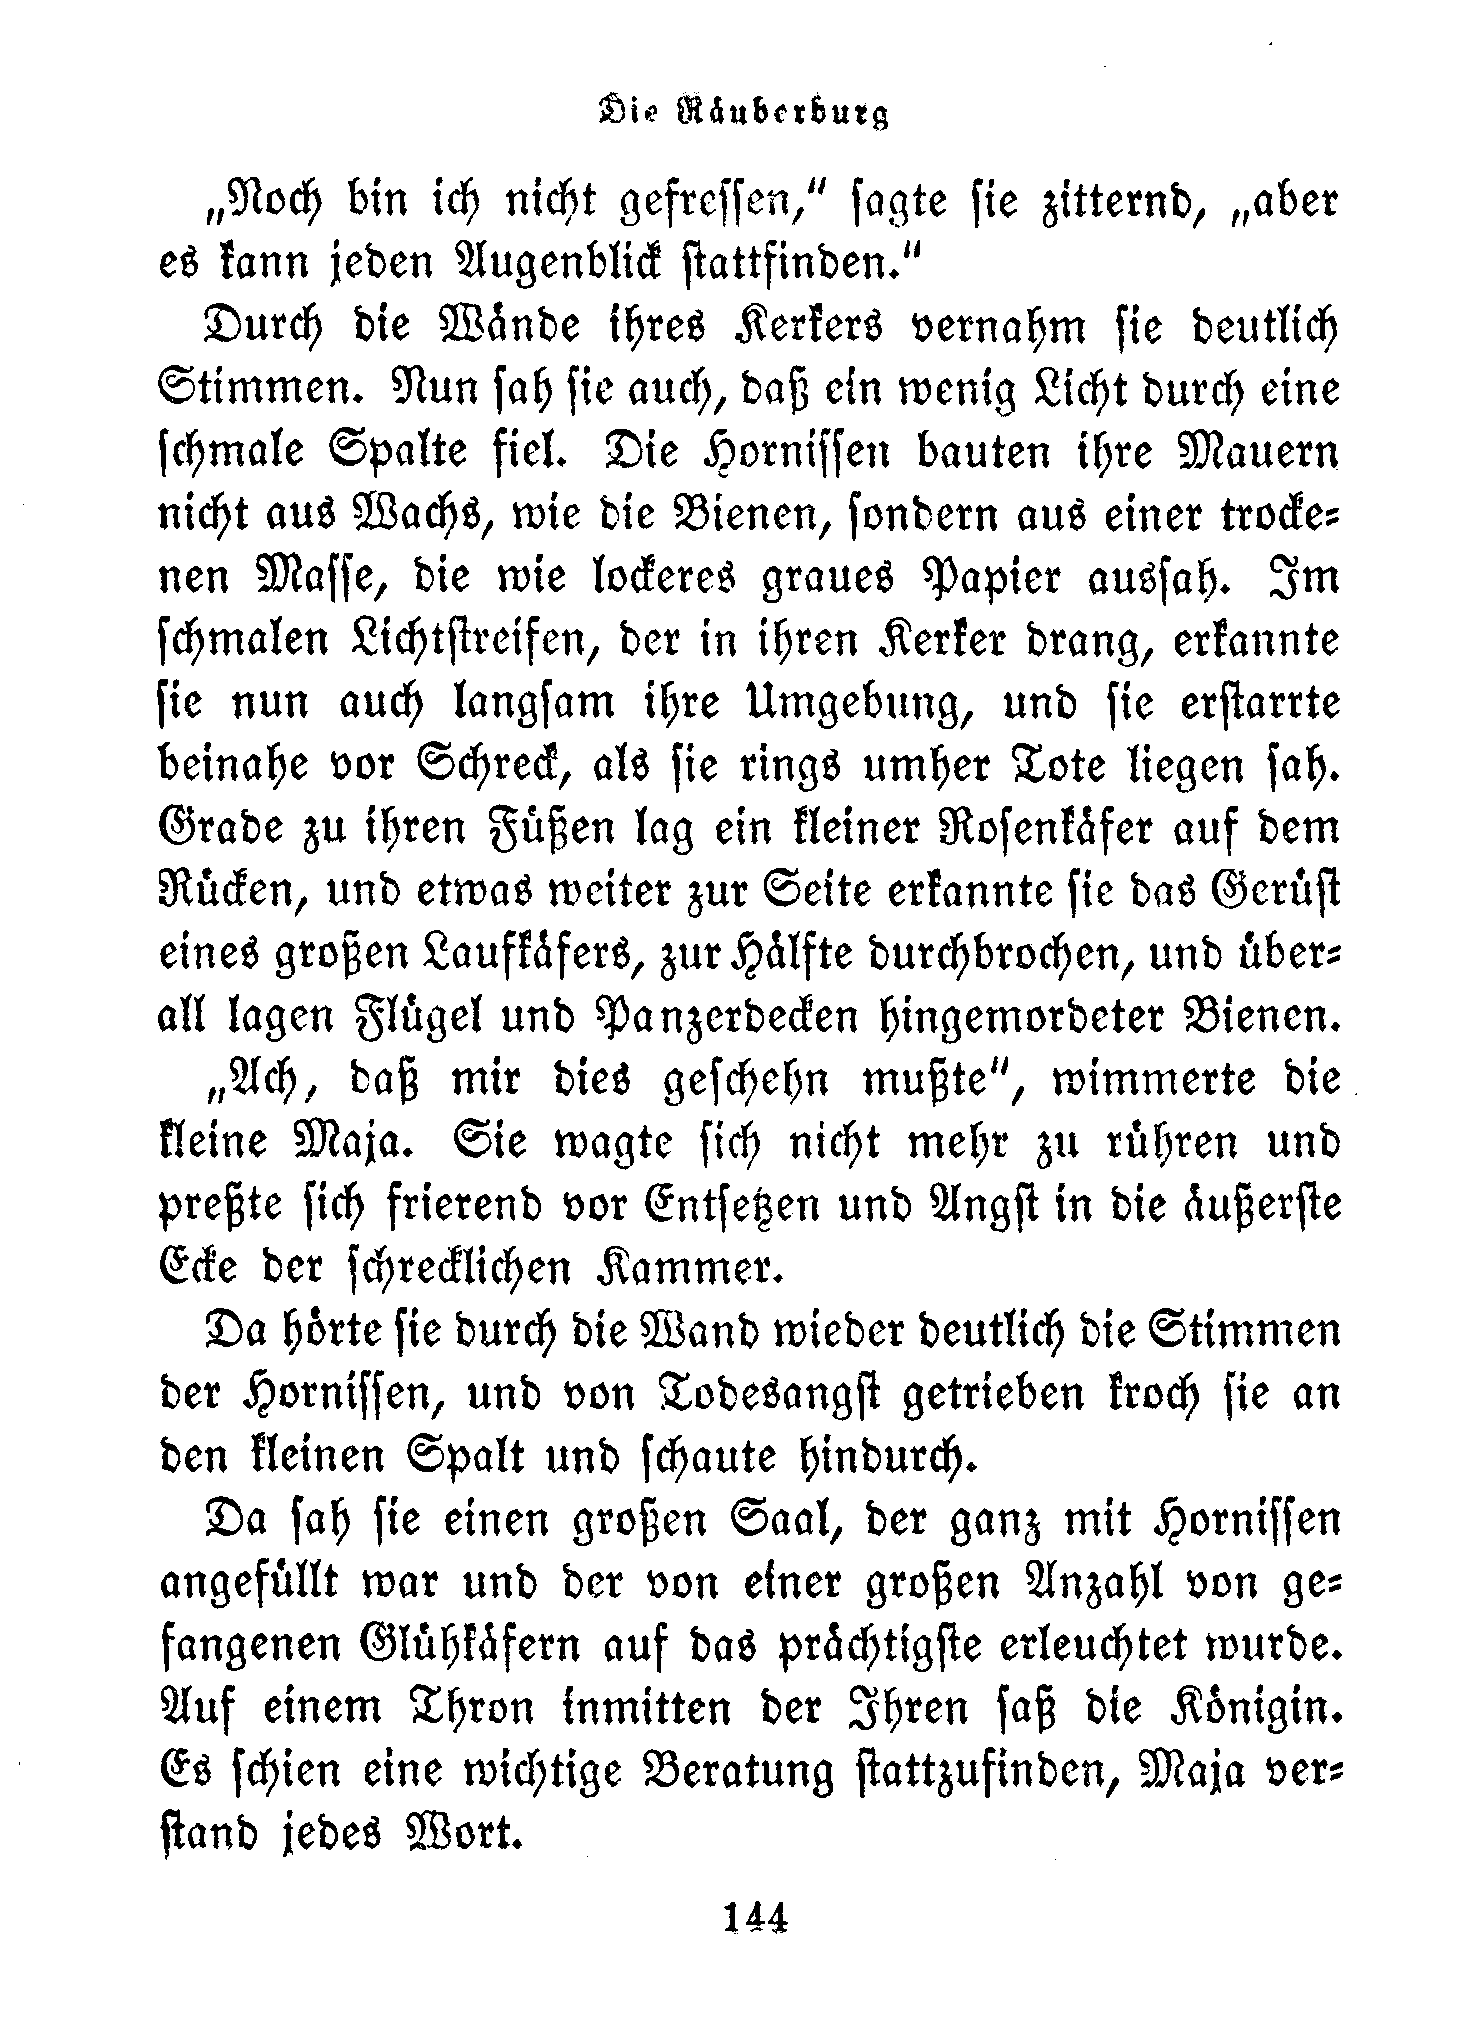 Die Räuberburg
„Noch bin ich nicht gefressen,“ sagte sie zitternd, „aber
es kann jeden Augenblick stattfinden.“
Durch die Wände ihres Kerkers vernahm sie deutlich
Stimmen. Nun sah sie auch, daß ein wenig Licht durch eine
schmale Spalte fiel. Die Hornissen bauten ihre Mauern
nicht aus Wachs, wie die Bienen, sondern aus einer trocke-
nen Masse, die wie lockeres graues Papier aussah. Im
schmalen Lichtstreifen, der in ihren Kerker drang, erkannte
sie nun auch langsam ihre Umgebung, und sie erstarrte
beinahe vor Schreck, als sie rings umher Tote liegen sah.
Grade zu ihren Füßen lag ein kleiner Rosenkäfer auf dem
Rücken, und etwas weiter zur Seite erkannte sie das Gerüst
eines großen Laufkäfers, zur Hälfte durchbrochen, und über-
all lagen Flügel und Panzerdecken hingemordeter Bienen.
„Ach, daß mir dies geschehn mußte“, wimmerte die
kleine Maja. Sie wagte sich nicht mehr zu rühren und
preßte sich frierend vor Entsetzen und Angst in die äußerste
Ecke der schrecklichen Kammer.
Da hörte sie durch die Wand wieder deutlich die Stimmen
der Hornissen, und von Todesangst getrieben kroch sie an
den kleinen Spalt und schaute hindurch.
Da sah sie einen großen Saal, der ganz mit Hornissen
angefüllt war und der von einer großen Anzahl von ge-
fangenen Glühkäfern auf das prächtigste erleuchtet wurde.
Auf einem Thron inmitten der Ihren saß die Königin.
Es schien eine wichtige Beratung stattzufinden, Maja ver-
stand jedes Wort.
144